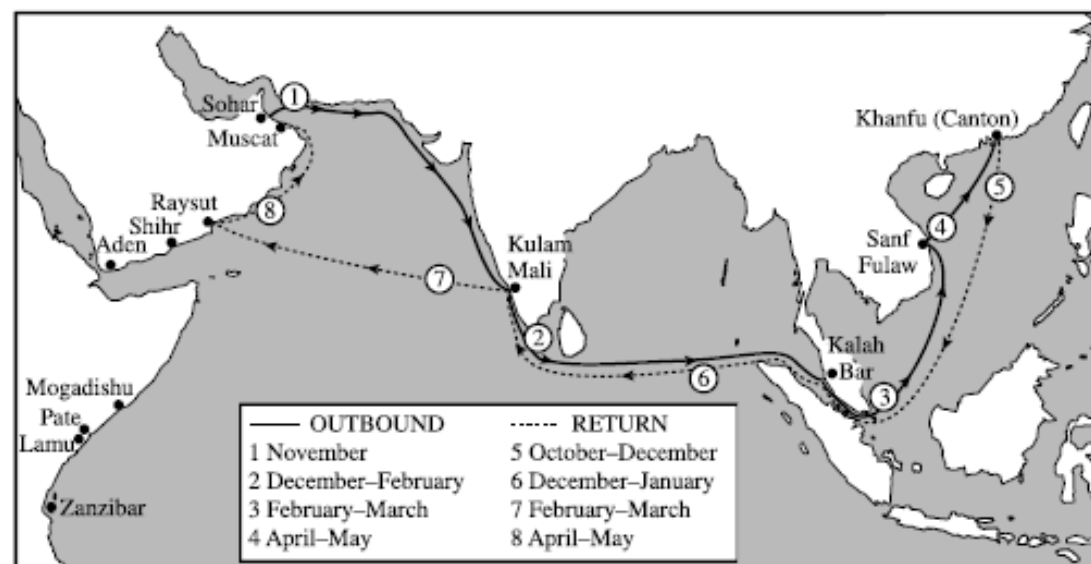 Sohar
1
Muscat
Khanfu (Canton)
5
Raysut
8
Shihr
Aden
4
Sanf
Fulaw
Kulam
Mali
7
2
Kalah
Bar
6
3
Mogadishu
Pate
Lamu
Zanzibar
OUTBOUND
1 November
2 December–February
3 February–March
4 April–May
RETURN
5 October–December
6 December–January
7 February–March
8 April–May